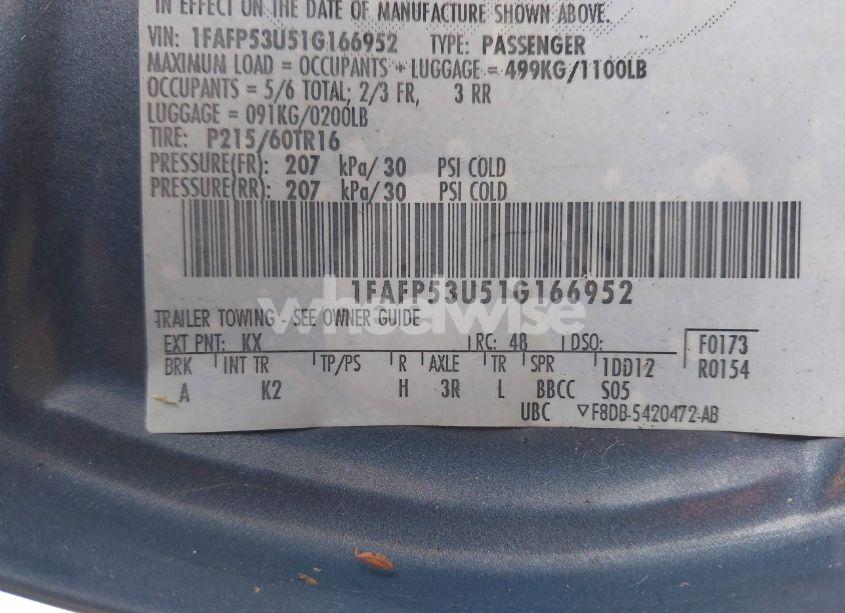 IN EFFECT ON THE DATE OF MANUFACTURE SHOWN ABOVE.
VIN: 1FAFP53U51G166952 TYPE: PASSENGER
MAXIMUM LOAD = OCCUPANTS + LUGGAGE = 499KG/1100LB
OCCUPANTS = 5/6 TOTAL; 2/3 FR, 3 RR
LUGGAGE = 091KG/0200LB
TIRE: P215/60TR16
PRESSURE(FR): 207 kPa/ 30 PSI COLD
PRESSURE(RR): 207 kPa/ 30 PSI COLD
1FAFP53U51G166952
wheelwise
TRAILER TOWING - SEE OWNER GUIDE
EXT PNT: KX RC: 48 DSO: F0173
BRK INT TR TP/PS R AXLE TR SPR 1DD12 R0154
A K2 H 3R L BBCC S05
UBC ▽F8DB-5420472-AB